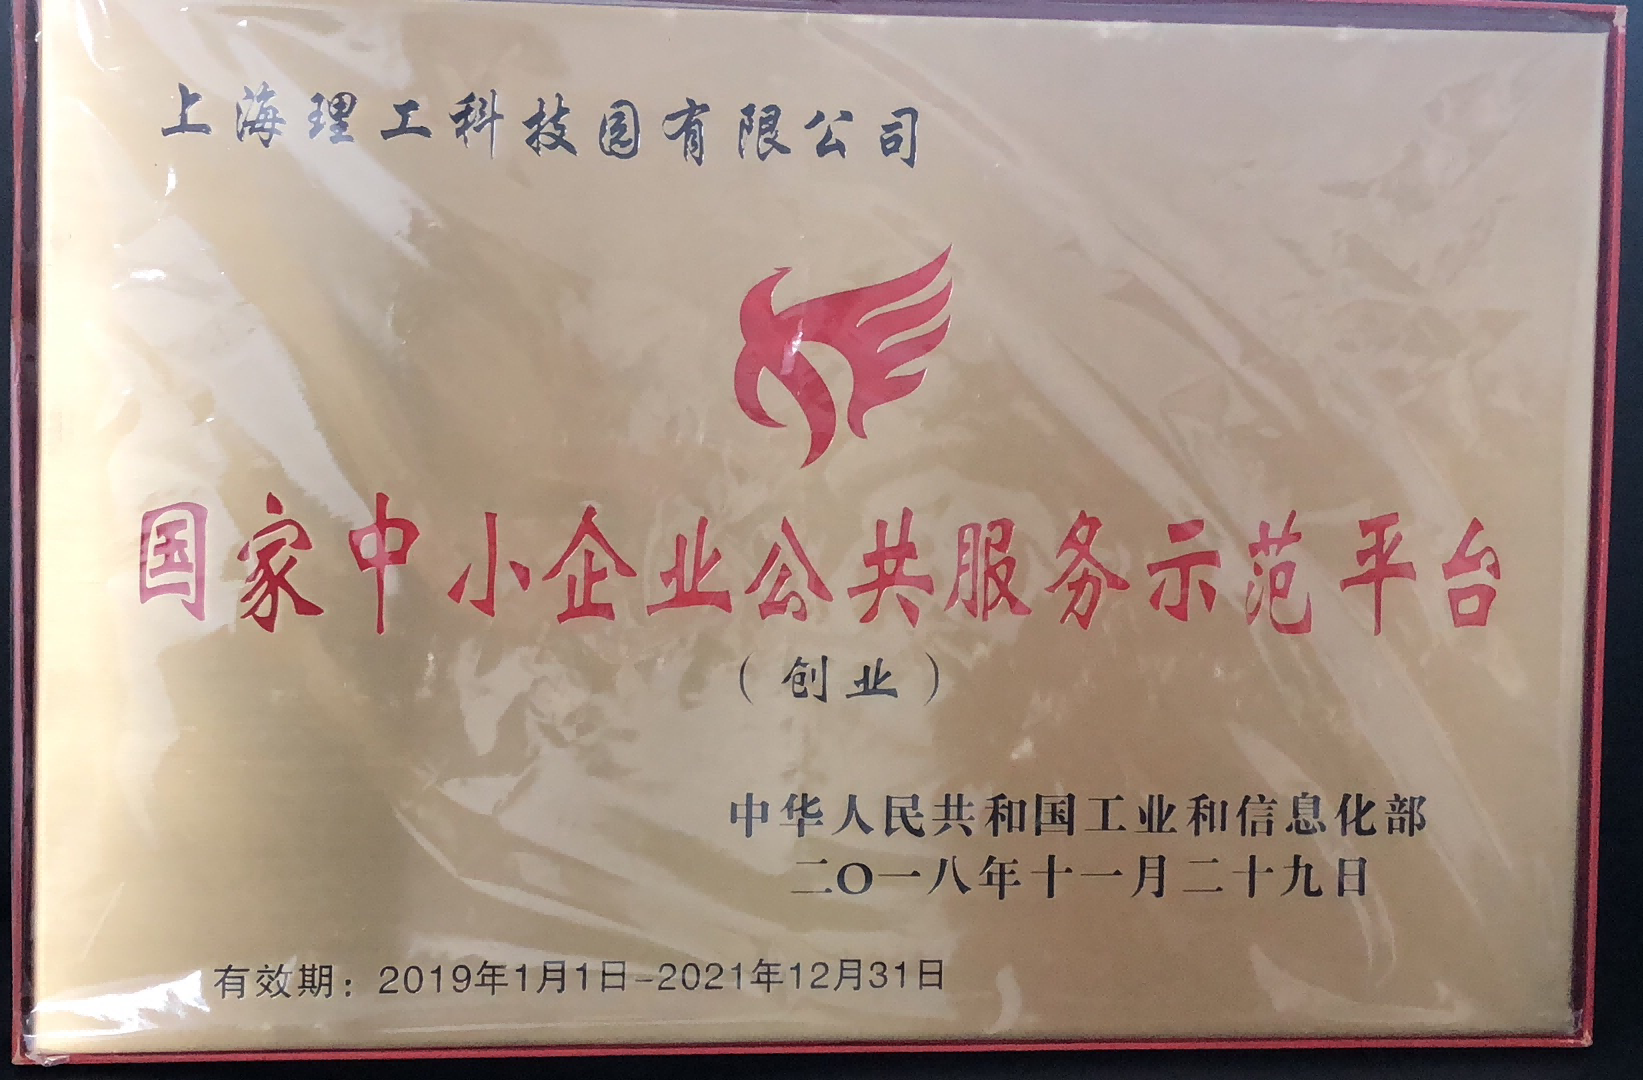 上海理工科技园有限公司
国家中小企业公共服务示范平台
（创业）
中华人民共和国工业和信息化部
二〇一八年十一月二十九日
有效期：2019年1月1日-2021年12月31日